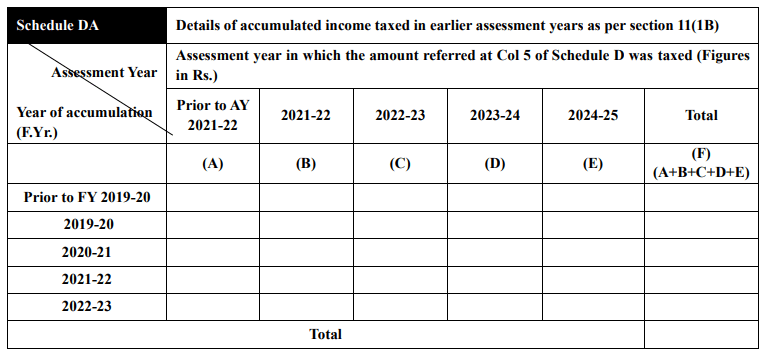 Schedule DA
Details of accumulated income taxed in earlier assessment years as per section 11(1B)
Assessment Year
Year of accumulation
(F.Yr.)
Assessment year in which the amount referred at Col 5 of Schedule D was taxed (Figures
in Rs.)
Prior to AY
2021-22
2021-22
2022-23
2023-24
2024-25
Total
(A)
(B)
(C)
(D)
(E)
(F)
(A+B+C+D+E)
Prior to FY 2019-20
2019-20
2020-21
2021-22
2022-23
Total